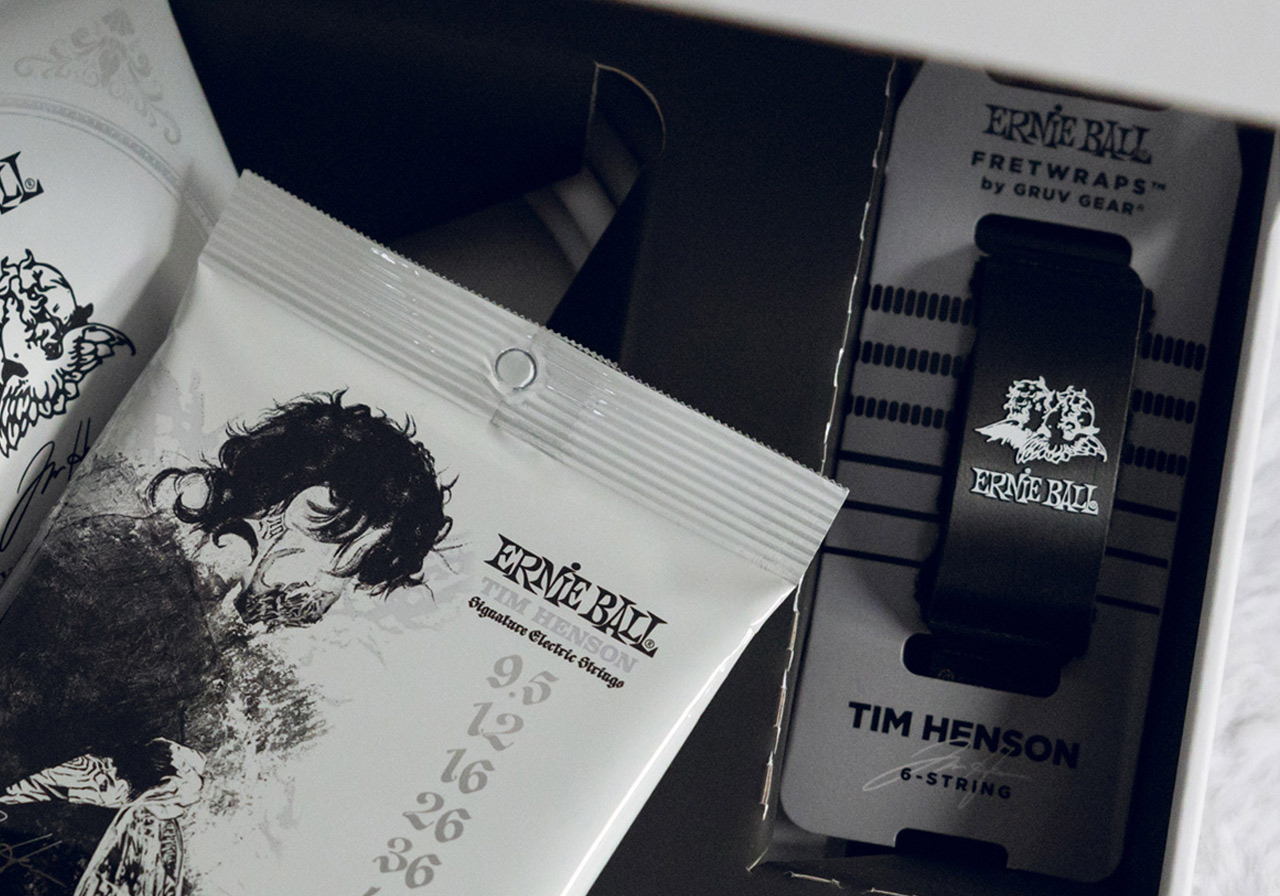 ERNIE BALL®
TIM HENSON
Signature Electric Strings
9.5
12
16
26
36
ERNIE BALL
FRETWRAPS™
by GRUV GEAR®
ERNIE BALL
TIM HENSON
6-STRING